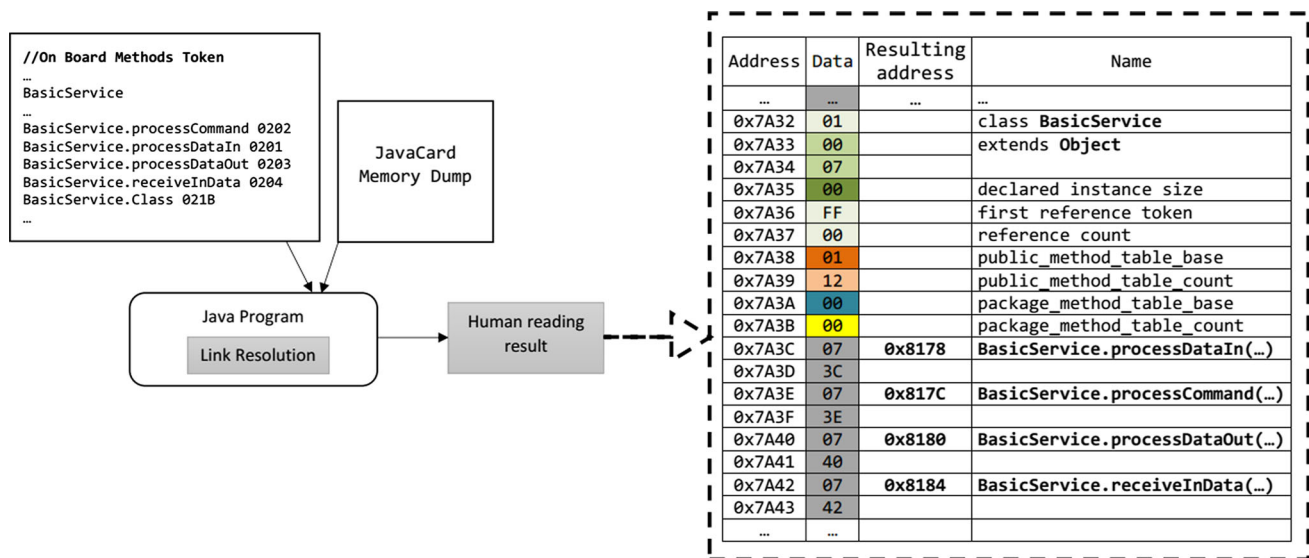 //On Board Methods Token
…
BasicService
…
BasicService.processCommand 0202
BasicService.processDataIn 0201
BasicService.processDataOut 0203
BasicService.receiveInData 0204
BasicService.Class 021B
…
JavaCard
Memory Dump
Java Program
Link Resolution
Human reading
result
Address Data Resulting address Name
… … … …
0x7A32 01 class BasicService
0x7A33 00 extends Object
0x7A34 07
0x7A35 00 declared instance size
0x7A36 FF first reference token
0x7A37 00 reference count
0x7A38 01 public_method_table_base
0x7A39 12 public_method_table_count
0x7A3A 00 package_method_table_base
0x7A3B 00 package_method_table_count
0x7A3C 07 0x8178 BasicService.processDataIn(…)
0x7A3D 3C
0x7A3E 07 0x817C BasicService.processCommand(…)
0x7A3F 3E
0x7A40 07 0x8180 BasicService.processDataOut(…)
0x7A41 40
0x7A42 07 0x8184 BasicService.receiveInData(…)
0x7A43 42
… …